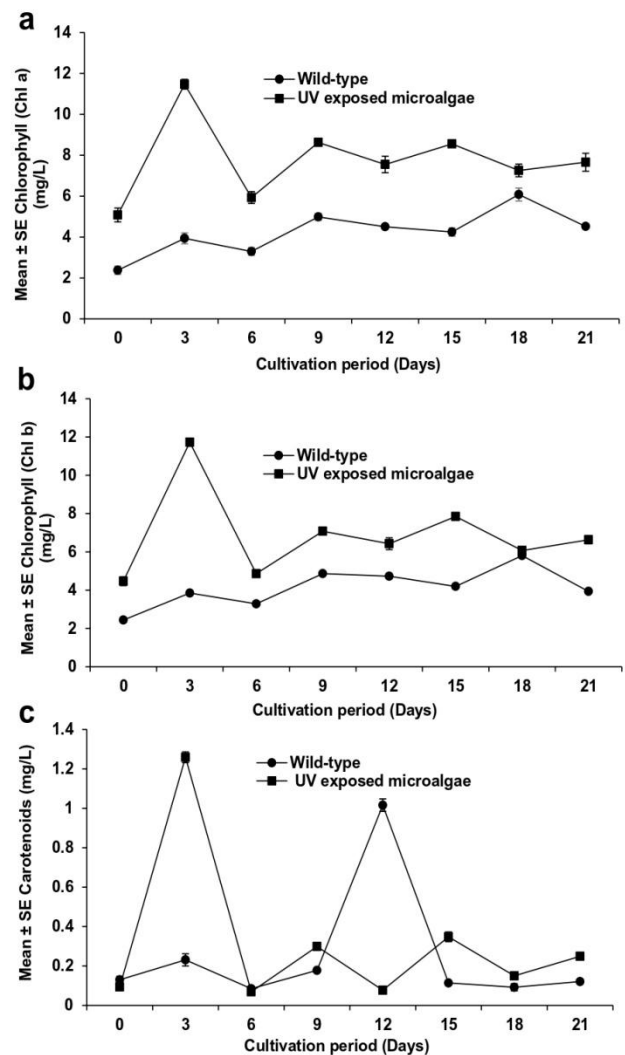 a
Mean ± SE Chlorophyll (Chl a)
(mg/L)
14
12
10
8
6
4
2
0
Wild-type
UV exposed microalgae
0 3 6 9 12 15 18 21
Cultivation period (Days)
b
Mean ± SE Chlorophyll (Chl b)
(mg/L)
14
12
10
8
6
4
2
0
Wild-type
UV exposed microalgae
0 3 6 9 12 15 18 21
Cultivation period (Days)
c
Mean ± SE Carotenoids (mg/L)
1.4
1.2
1
0.8
0.6
0.4
0.2
0
Wild-type
UV exposed microalgae
0 3 6 9 12 15 18 21
Cultivation period (Days)